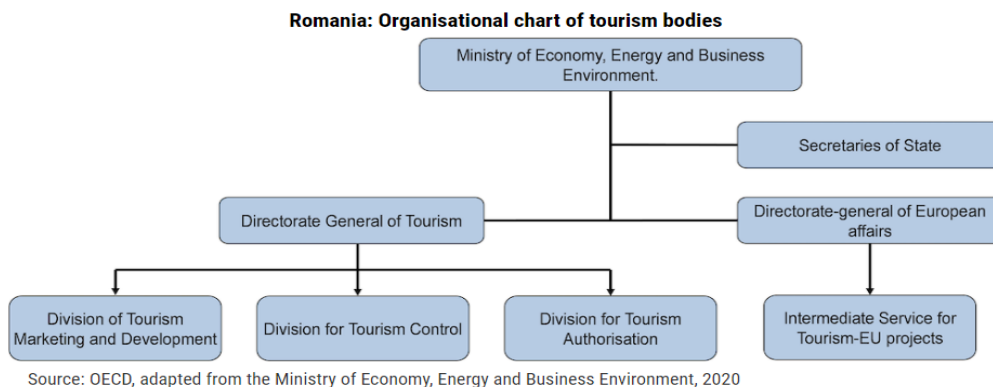 Romania: Organisational chart of tourism bodies
Ministry of Economy, Energy and Business
Environment.
Secretaries of State
Directorate General of Tourism
Directorate-general of European
affairs
Division of Tourism
Marketing and Development
Division for Tourism Control
Division for Tourism
Authorisation
Intermediate Service for
Tourism-EU projects
Source: OECD, adapted from the Ministry of Economy, Energy and Business Environment, 2020